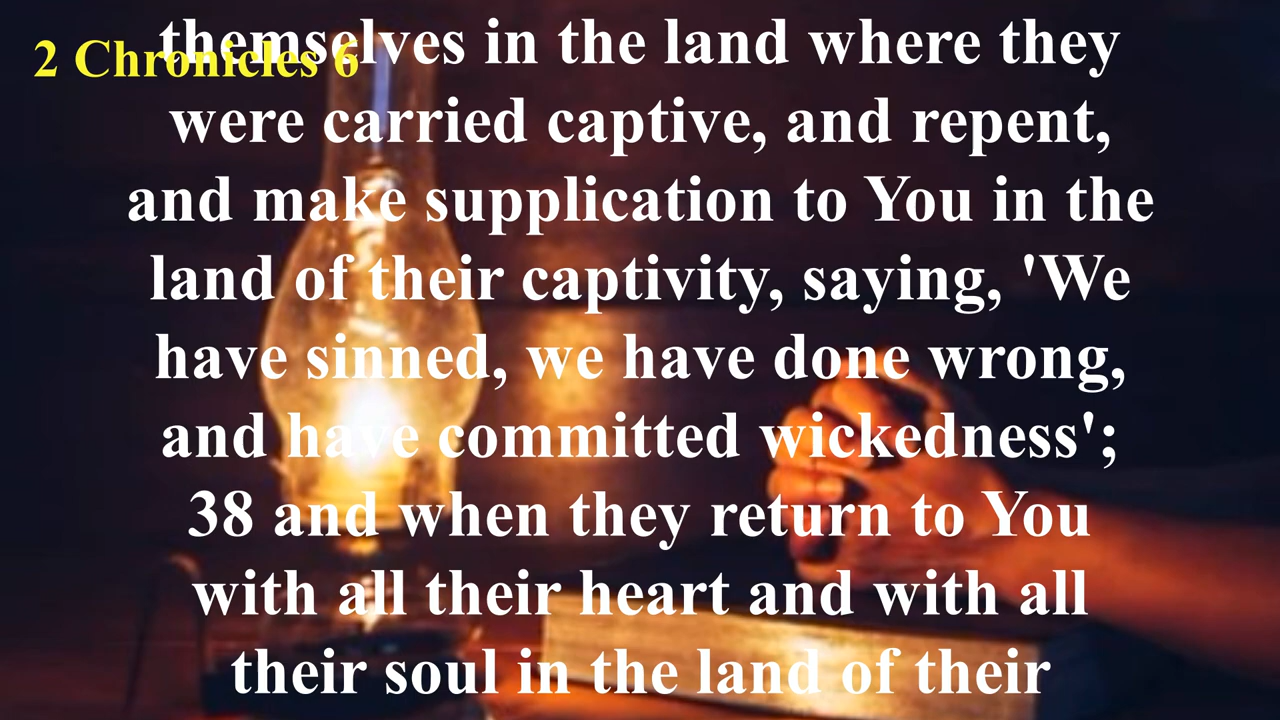 2 Chronicles 6
themselves in the land where they
were carried captive, and repent,
and make supplication to You in the
land of their captivity, saying, 'We
have sinned, we have done wrong,
and have committed wickedness';
38 and when they return to You
with all their heart and with all
their soul in the land of their